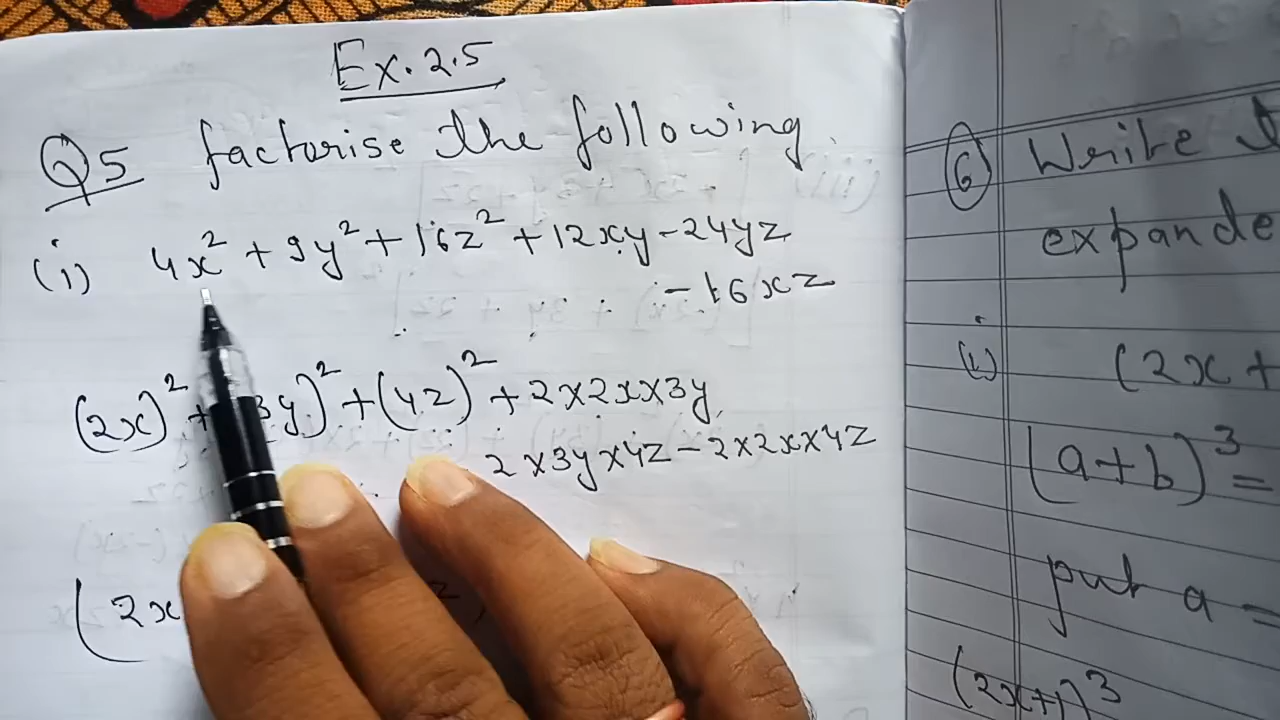 Ex. 2.5
Q5 factorise the following.
(i) 4x² + 9y² + 16z² + 12xy - 24yz
- 16xz
(2x)² + 3y)² + (4z)² + 2×2x×3y
2×3y×4z - 2×2x×4z
(2x
6 Write
expande
(i) (2x +
(a+b)³ =
put a =
(2x+1)³